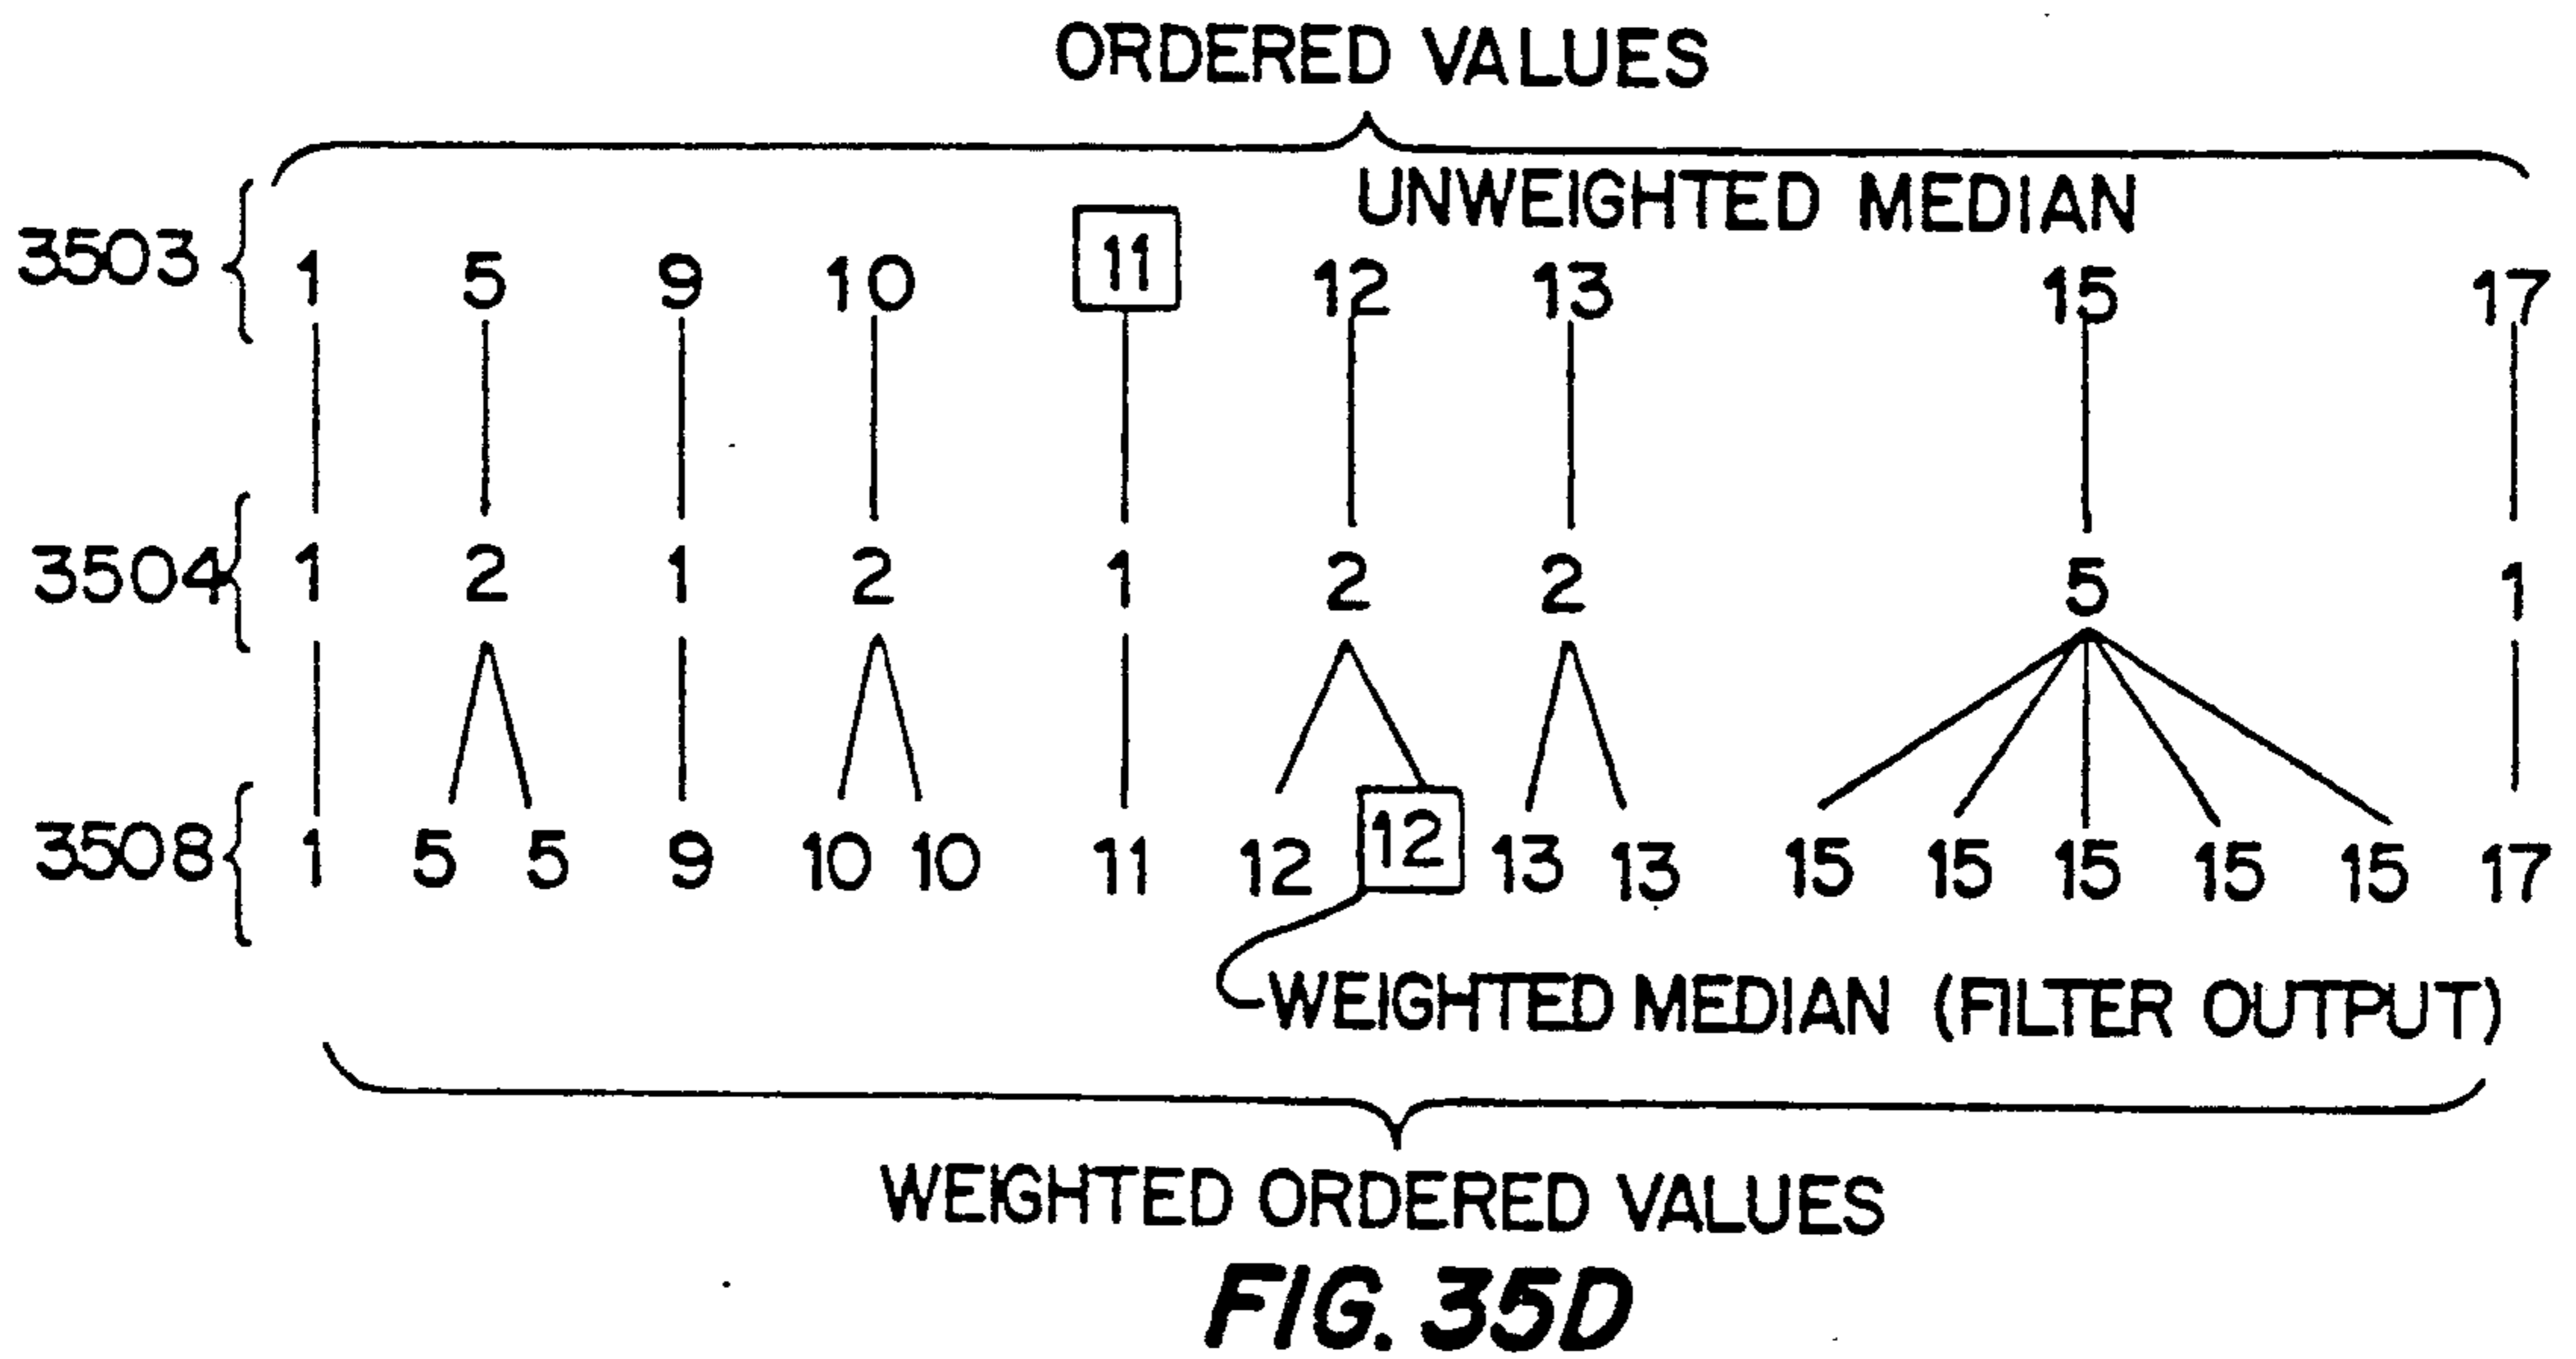 ORDERED VALUES
UNWEIGHTED MEDIAN
3503 1 5 9 10 11 12 13 15 17
3504 1 2 1 2 1 2 2 5 1
3508 1 5 5 9 10 10 11 12 12 13 13 15 15 15 15 15 17
WEIGHTED MEDIAN (FILTER OUTPUT)
WEIGHTED ORDERED VALUES
FIG. 35D